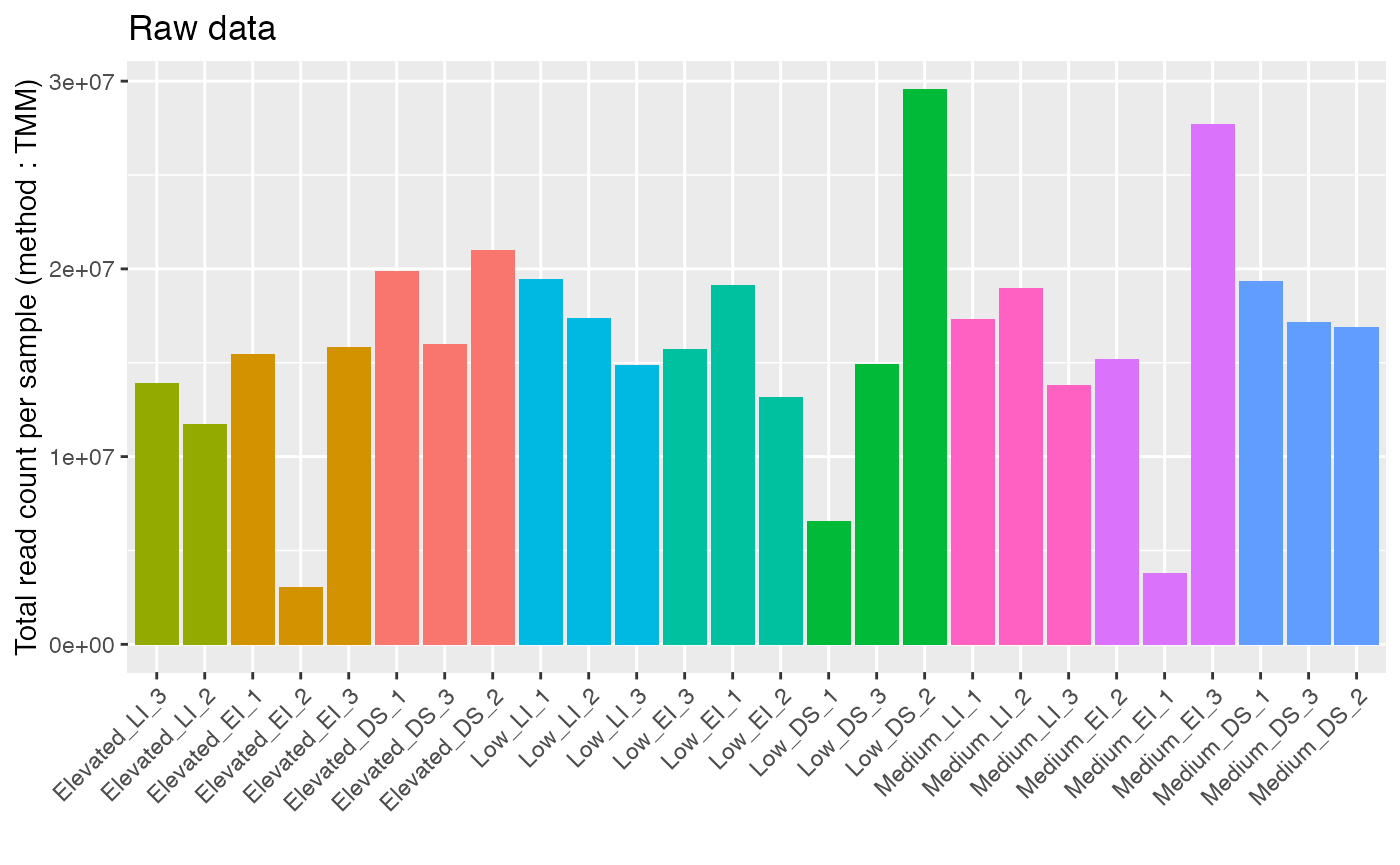 Raw data
Total read count per sample (method : TMM)
3e+07
2e+07
1e+07
0e+00
Elevated_LI_3
Elevated_LI_2
Elevated_EI_1
Elevated_EI_2
Elevated_EI_3
Elevated_DS_1
Elevated_DS_3
Elevated_DS_2
Low_LI_1
Low_LI_2
Low_LI_3
Low_EI_3
Low_EI_1
Low_EI_2
Low_DS_1
Low_DS_3
Low_DS_2
Medium_LI_1
Medium_LI_2
Medium_LI_3
Medium_EI_2
Medium_EI_1
Medium_EI_3
Medium_DS_1
Medium_DS_3
Medium_DS_2